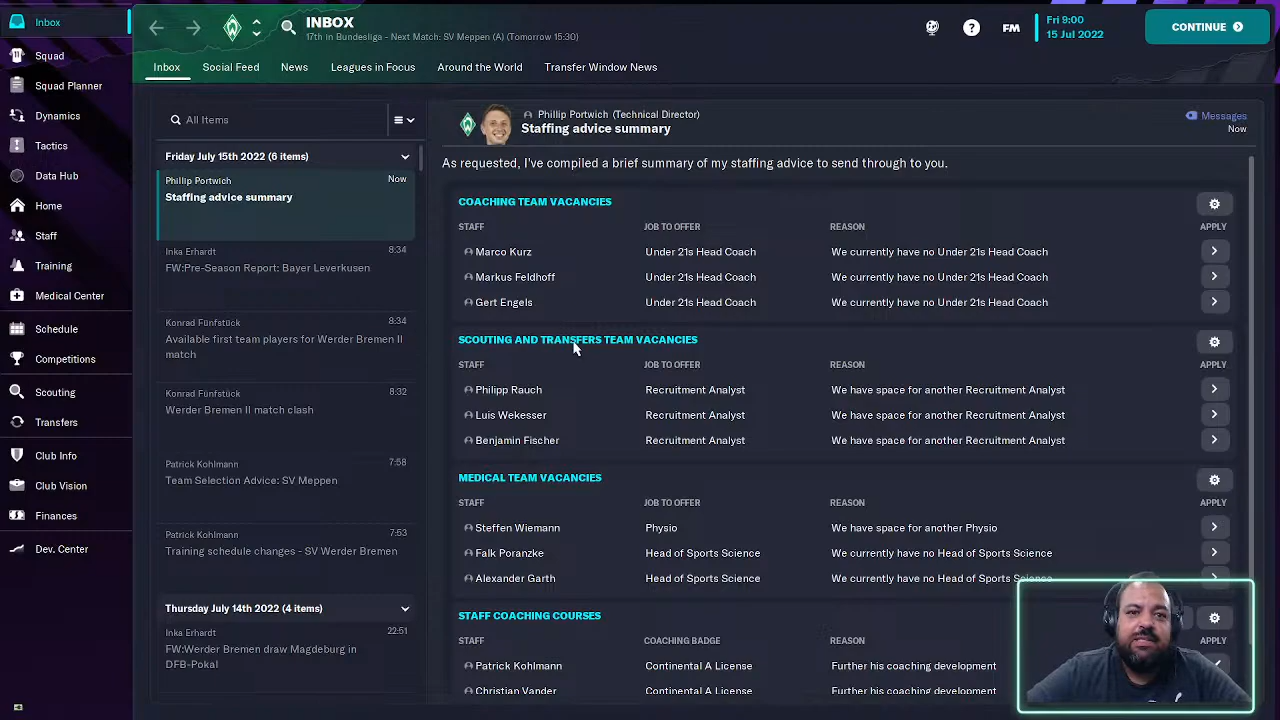 Inbox
Squad
Squad Planner
Dynamics
Tactics
Data Hub
Home
Staff
Training
Medical Center
Schedule
Competitions
Scouting
Transfers
Club Info
Club Vision
Finances
Dev. Center
INBOX
17th in Bundesliga - Next Match: SV Meppen (A) (Tomorrow 15:30)
FM
Fri 9:00
15 Jul 2022
CONTINUE
Inbox Social Feed News Leagues in Focus Around the World Transfer Window News
All Items
Friday July 15th 2022 (6 items)
Phillip Portwich Now
Staffing advice summary
Inka Erhardt 8:34
FW:Pre-Season Report: Bayer Leverkusen
Konrad Fünfstück 8:34
Available first team players for Werder Bremen II
match
Konrad Fünfstück 8:32
Werder Bremen II match clash
Patrick Kohlmann 7:58
Team Selection Advice: SV Meppen
Patrick Kohlmann 7:53
Training schedule changes - SV Werder Bremen
Thursday July 14th 2022 (4 items)
Inka Erhardt 22:51
FW:Werder Bremen draw Magdeburg in
DFB-Pokal
Phillip Portwich (Technical Director)
Staffing advice summary
Messages
Now
As requested, I've compiled a brief summary of my staffing advice to send through to you.
COACHING TEAM VACANCIES
STAFF JOB TO OFFER REASON APPLY
Marco Kurz Under 21s Head Coach We currently have no Under 21s Head Coach
Markus Feldhoff Under 21s Head Coach We currently have no Under 21s Head Coach
Gert Engels Under 21s Head Coach We currently have no Under 21s Head Coach
SCOUTING AND TRANSFERS TEAM VACANCIES
STAFF JOB TO OFFER REASON APPLY
Philipp Rauch Recruitment Analyst We have space for another Recruitment Analyst
Luis Wekesser Recruitment Analyst We have space for another Recruitment Analyst
Benjamin Fischer Recruitment Analyst We have space for another Recruitment Analyst
MEDICAL TEAM VACANCIES
STAFF JOB TO OFFER REASON APPLY
Steffen Wiemann Physio We have space for another Physio
Falk Poranzke Head of Sports Science We currently have no Head of Sports Science
Alexander Garth Head of Sports Science We currently have no Head of Sports Science
STAFF COACHING COURSES
STAFF COACHING BADGE REASON APPLY
Patrick Kohlmann Continental A License Further his coaching development
Christian Vander Continental A License Further his coaching development